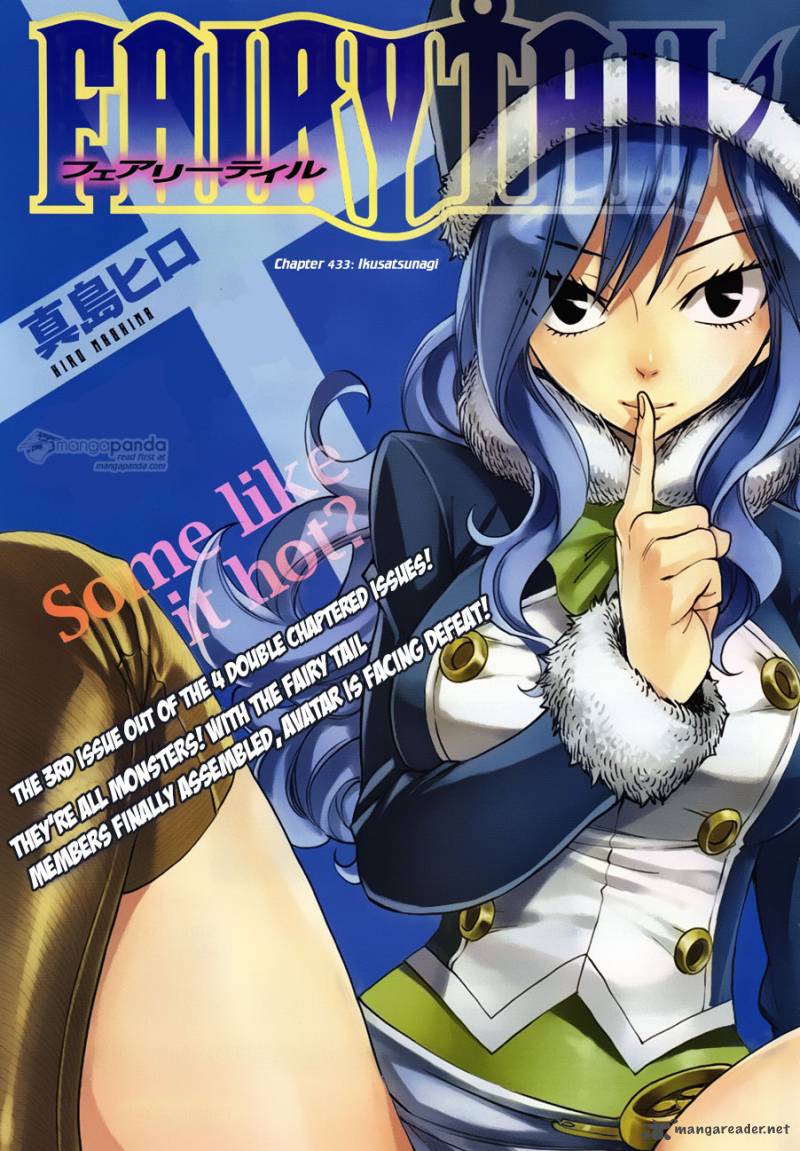 FAIRY TAIL
フェアリーテイル
Chapter 433: Ikusatsunagi
真島ヒロ
HIRO MASHIMA
mangapanda
read first at
mangapanda.com
Some like
it hot?
THE 3RD ISSUE OUT OF THE 4 DOUBLE CHAPTERED ISSUES!
THEY'RE ALL MONSTERS! WITH THE FAIRY TAIL
MEMBERS FINALLY ASSEMBLED, AVATAR IS FACING DEFEAT!
mangareader.net